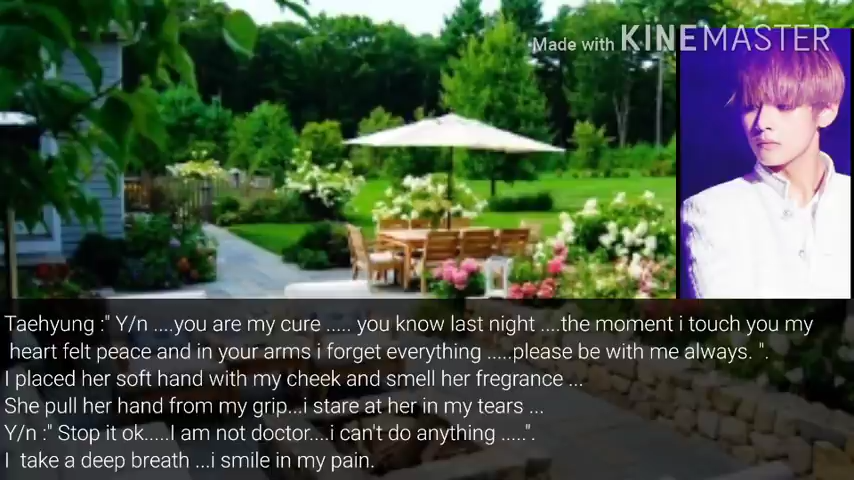 Made with KINEMASTER
Taehyung :" Y/n ....you are my cure ..... you know last night ....the moment i touch you my
heart felt peace and in your arms i forget everything .....please be with me always. ".
I placed her soft hand with my cheek and smell her fregrance ...
She pull her hand from my grip...i stare at her in my tears ...
Y/n :" Stop it ok.....I am not doctor....i can't do anything .....".
I take a deep breath ...i smile in my pain.